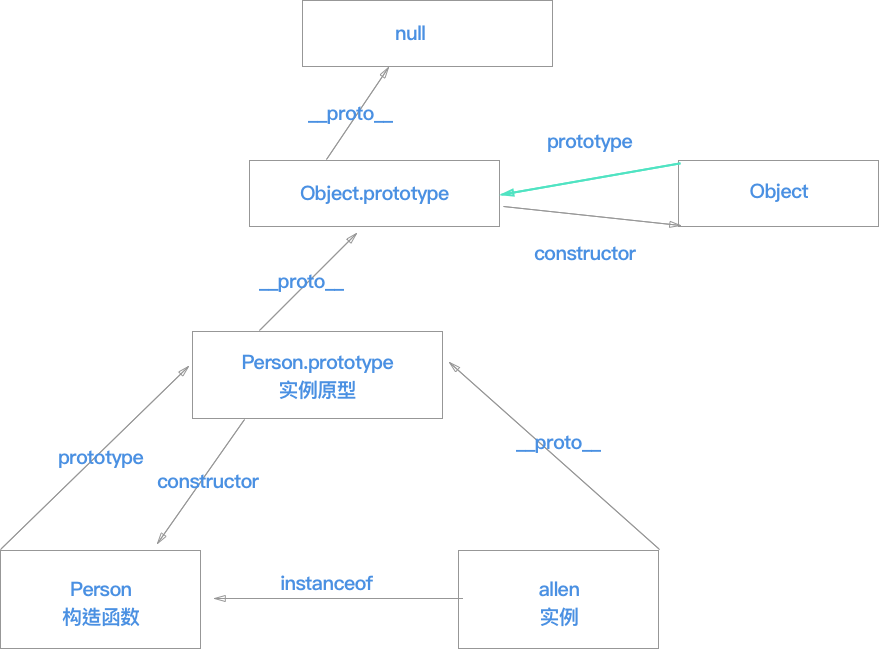 null
__proto__
prototype
Object.prototype
Object
constructor
__proto__
Person.prototype
实例原型
__proto__
prototype
constructor
instanceof
Person
构造函数
allen
实例